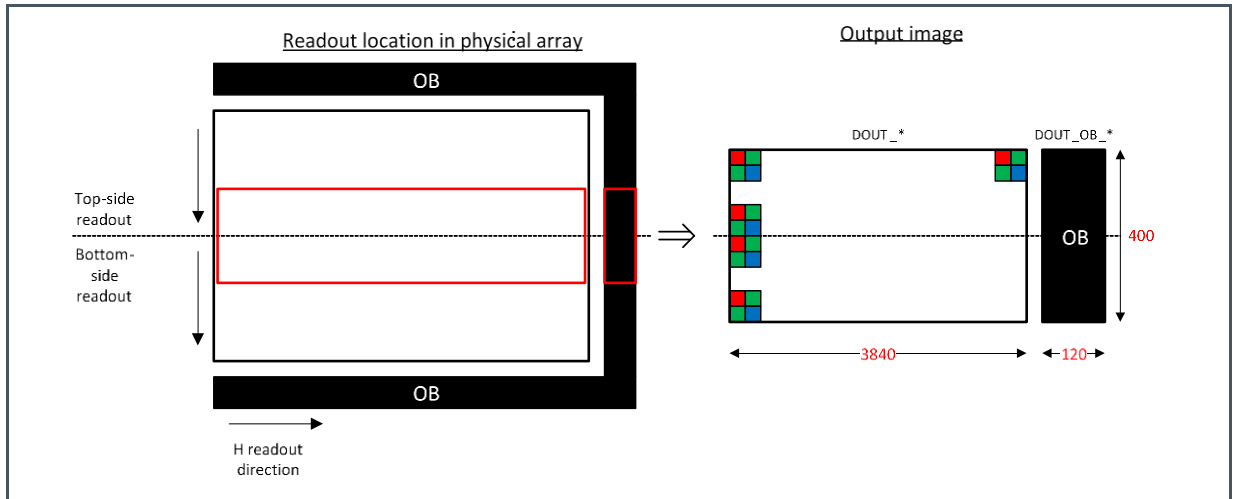 Readout location in physical array
Output image
OB
DOUT_*
DOUT_OB_*
Top-side
readout
Bottom-
side
readout
OB
400
3840
120
OB
H readout
direction